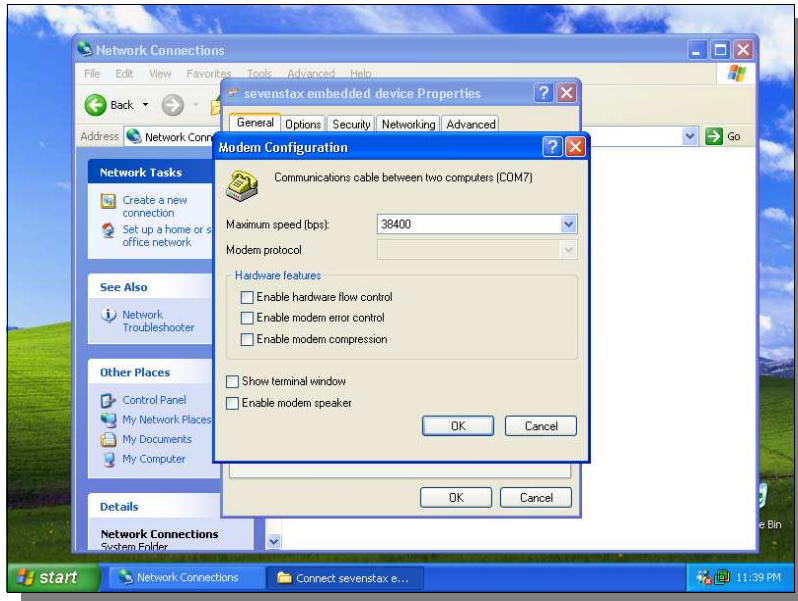 Network Connections
File Edit View Favorites Tools Advanced Help
Back
Address Network Conn Go
sevenstax embedded device Properties
General Options Security Networking Advanced
Modem Configuration
Communications cable between two computers (COM7)
Maximum speed (bps): 38400
Modem protocol
Hardware features
Enable hardware flow control
Enable modem error control
Enable modem compression
Show terminal window
Enable modem speaker
OK Cancel
OK Cancel
Network Tasks
Create a new
connection
Set up a home or s
office network
See Also
Network
Troubleshooter
Other Places
Control Panel
My Network Places
My Documents
My Computer
Details
Network Connections
System Folder
e Bin
start Network Connections Connect sevenstax e... 11:39 PM